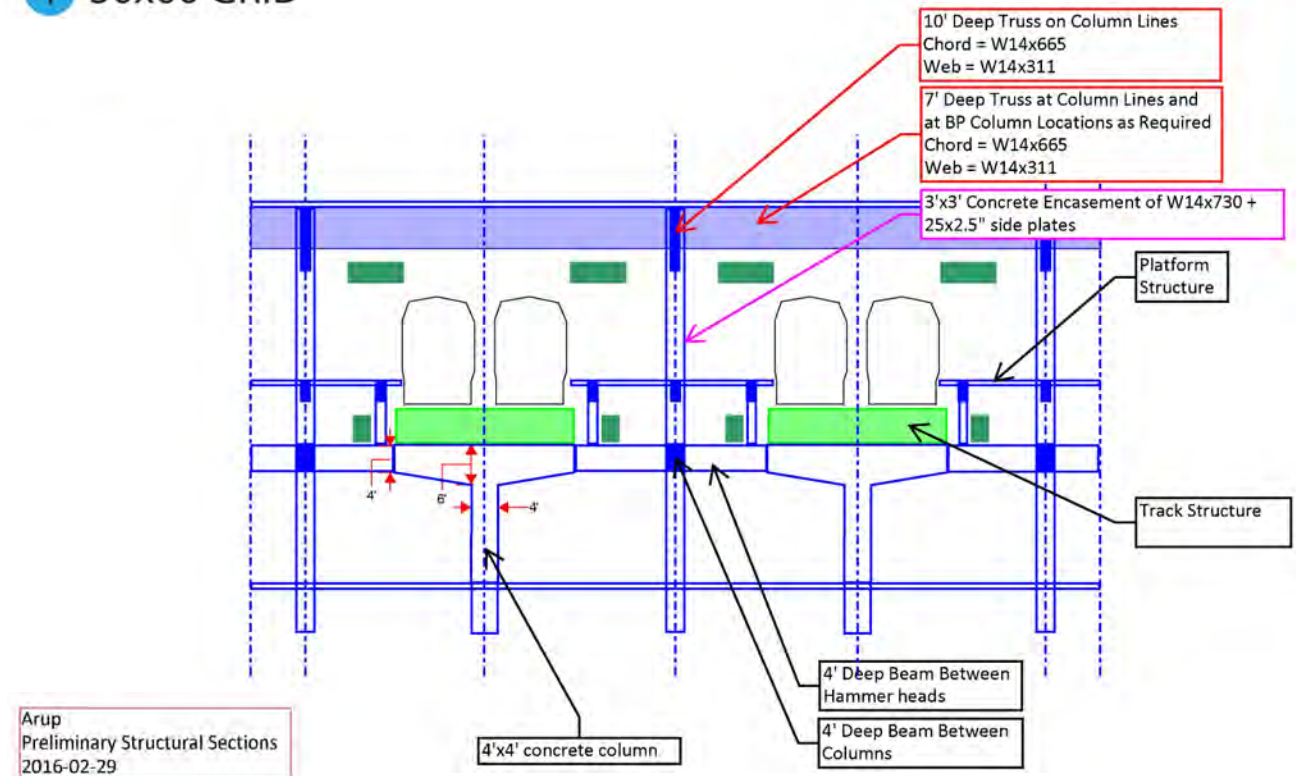 10' Deep Truss on Column Lines
Chord = W14x665
Web = W14x311
7' Deep Truss at Column Lines and
at BP Column Locations as Required
Chord = W14x665
Web = W14x311
3'x3' Concrete Encasement of W14x730 +
25x2.5" side plates
Platform
Structure
4'
6'
4'
Track Structure
4' Deep Beam Between
Hammer heads
4' Deep Beam Between
Columns
4'x4' concrete column
Arup
Preliminary Structural Sections
2016-02-29